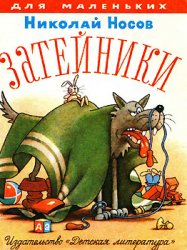 ДЛЯ МАЛЕНЬКИХ
Николай Носов
ЗАТЕЙНИКИ
Издательство «Детская литература»